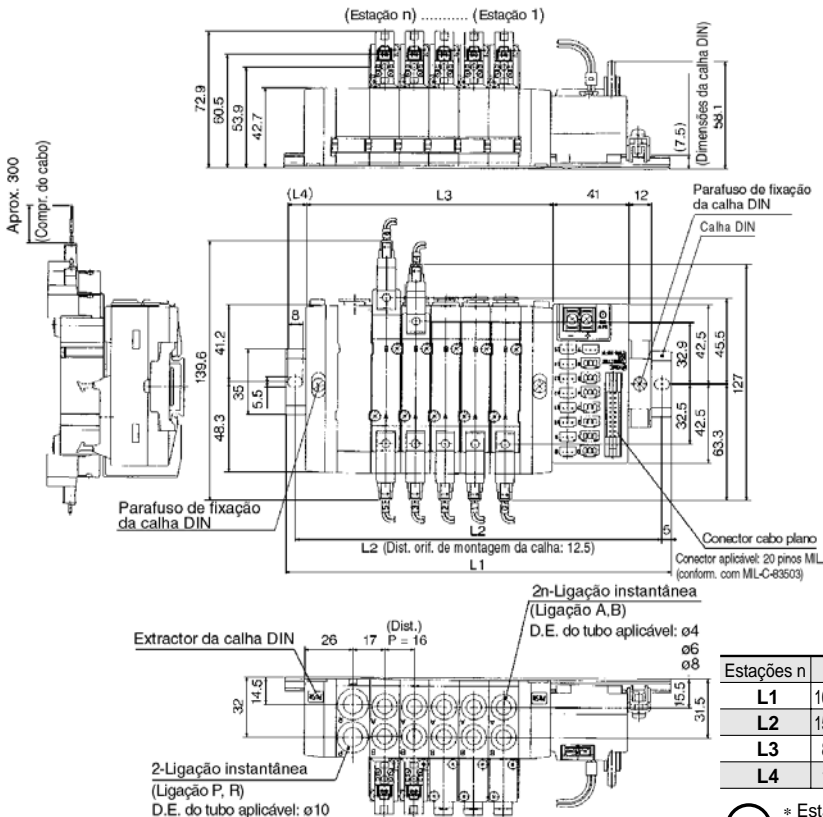 (Estação n) .......... (Estação 1)
72.9
60.5
53.9
42.7
(7.5)
(Dimensões da calha DIN)
58.1
Aprox. 300
(Compr. do cabo)
(L4)
L3
41
12
Parafuso de fixação
da calha DIN
Calha DIN
139.6
41.2
48.3
35
5.5
8
32.9
42.5
45.5
127
32.5
42.5
63.3
B B B B B
A A A A A
Parafuso de fixação
da calha DIN
L2
5
L2 (Dist. orif. de montagem da calha: 12.5)
L1
Conector cabo plano
Conector aplicável: 20 pinos MIL,
(conform. com MIL-C-83503)
2n-Ligação instantânea
(Ligação A,B)
D.E. do tubo aplicável: ø4
ø6
ø8
Extractor da calha DIN
26
17
(Dist.)
P = 16
32
14.5
15.5
31.5
2-Ligação instantânea
(Ligação P, R)
D.E. do tubo aplicável: ø10
Estações n
L1
L2
L3
L4